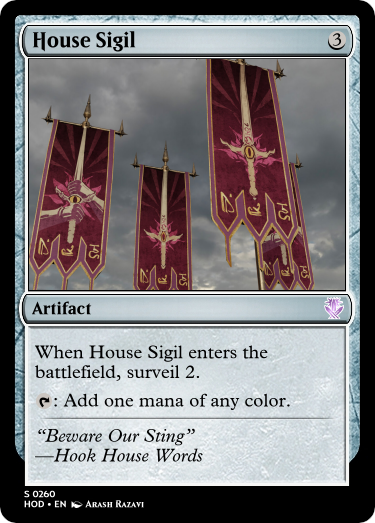 House Sigil 3
Artifact
When House Sigil enters the
battlefield, surveil 2.
: Add one mana of any color.
“Beware Our Sting”
—Hook House Words
S 0260
HOD • EN Arash Razavi